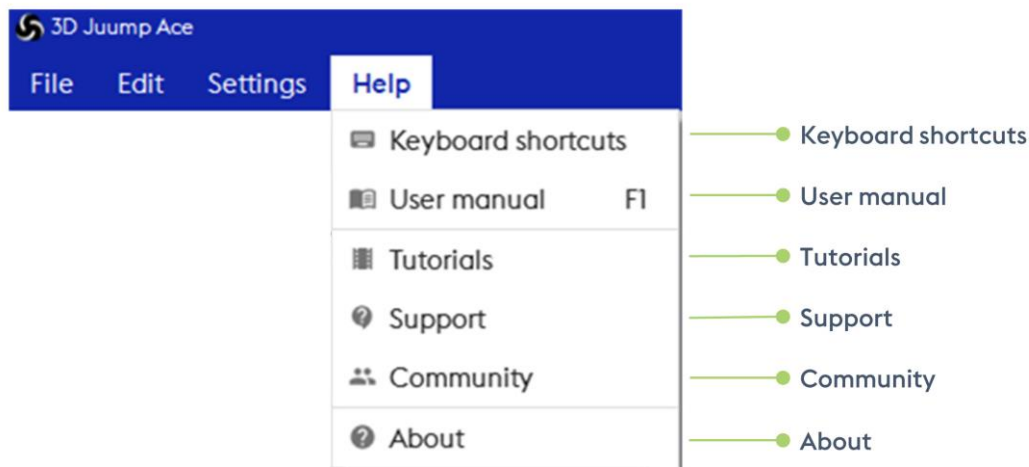 3D Juump Ace
File Edit Settings Help
Keyboard shortcuts Keyboard shortcuts
User manual F1 User manual
Tutorials Tutorials
Support Support
Community Community
About About